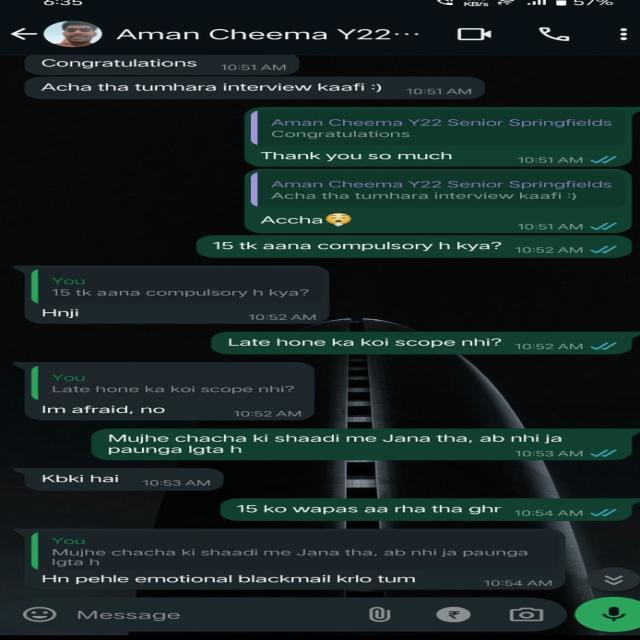 6:35
KB/s
57%
Aman Cheema Y22...
Congratulations 10:51 AM
Acha tha tumhara interview kaafi :) 10:51 AM
Aman Cheema Y22 Senior Springfields
Congratulations
Thank you so much 10:51 AM
Aman Cheema Y22 Senior Springfields
Acha tha tumhara interview kaafi :)
Accha😤 10:51 AM
15 tk aana compulsory h kya? 10:52 AM
You
15 tk aana compulsory h kya?
Hnji 10:52 AM
Late hone ka koi scope nhi? 10:52 AM
You
Late hone ka koi scope nhi?
Im afraid, no 10:52 AM
Mujhe chacha ki shaadi me Jana tha, ab nhi ja
paunga lgta h 10:53 AM
Kbki hai 10:53 AM
15 ko wapas aa rha tha ghr 10:54 AM
You
Mujhe chacha ki shaadi me Jana tha, ab nhi ja paunga
lgta h
Hn pehle emotional blackmail krlo tum 10:54 AM
Message
₹